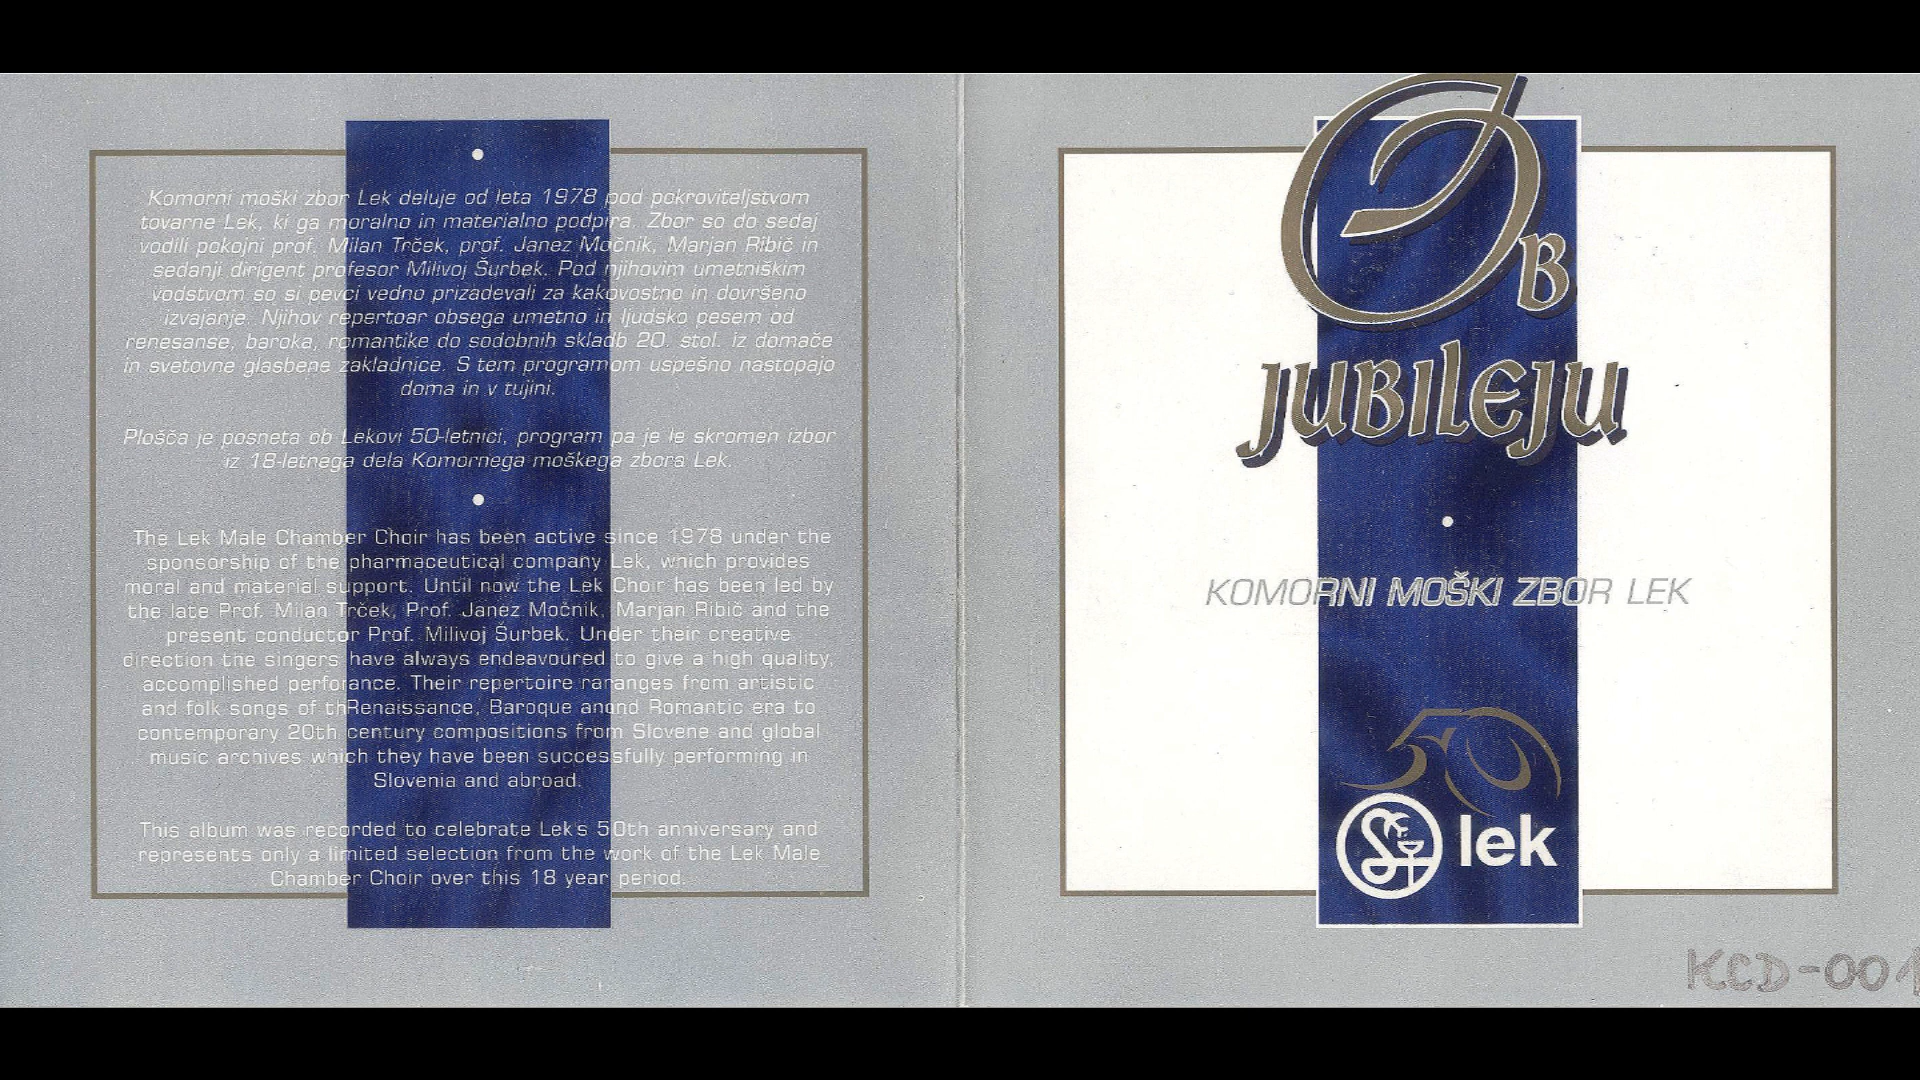 Komorni moški zbor Lek deluje od leta 1978 pod pokroviteljstvom
tovarne Lek, ki ga moralno in materialno podpira. Zbor so do sedaj
vodili pokojni prof. Milan Trček, prof. Janez Močnik, Marjan Ribič in
sedanji dirigent profesor Milivoj Šurbek. Pod njihovim umetniškim
vodstvom so si pevci vedno prizadevali za kakovostno in dovršeno
izvajanje. Njihov repertoar obsega umetno in ljudsko pesem od
renesanse, baroka, romantike do sodobnih skladb 20. stol. iz domače
in svetovne glasbene zakladnice. S tem programom uspešno nastopajo
doma in v tujini.
Plošča je posneta ob Lekovi 50-letnici, program pa je le skromen izbor
iz 18-letnega dela Komornega moškega zbora Lek.
The Lek Male Chamber Choir has been active since 1978 under the
sponsorship of the pharmaceutical company Lek, which provides
moral and material support. Until now the Lek Choir has been led by
the late Prof. Milan Trček, Prof. Janez Močnik, Marjan Ribič and the
present conductor Prof. Milivoj Šurbek. Under their creative
direction the singers have always endeavoured to give a high quality,
accomplished perforance. Their repertoire raranges from artistic
and folk songs of thRenaissance, Baroque anond Romantic era to
contemporary 20th century compositions from Slovene and global
music archives which they have been successfully performing in
Slovenia and abroad.
This album was recorded to celebrate Lek's 50th anniversary and
represents only a limited selection from the work of the Lek Male
Chamber Choir over this 18 year period.
OB
JUBILEJU
KOMORNI MOŠKI ZBOR LEK
50
lek
KCD-001